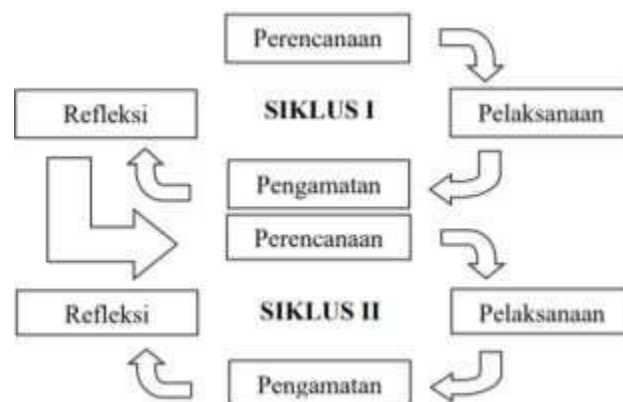 Perencanaan
Refleksi
SIKLUS I
Pelaksanaan
Pengamatan
Perencanaan
Refleksi
SIKLUS II
Pelaksanaan
Pengamatan